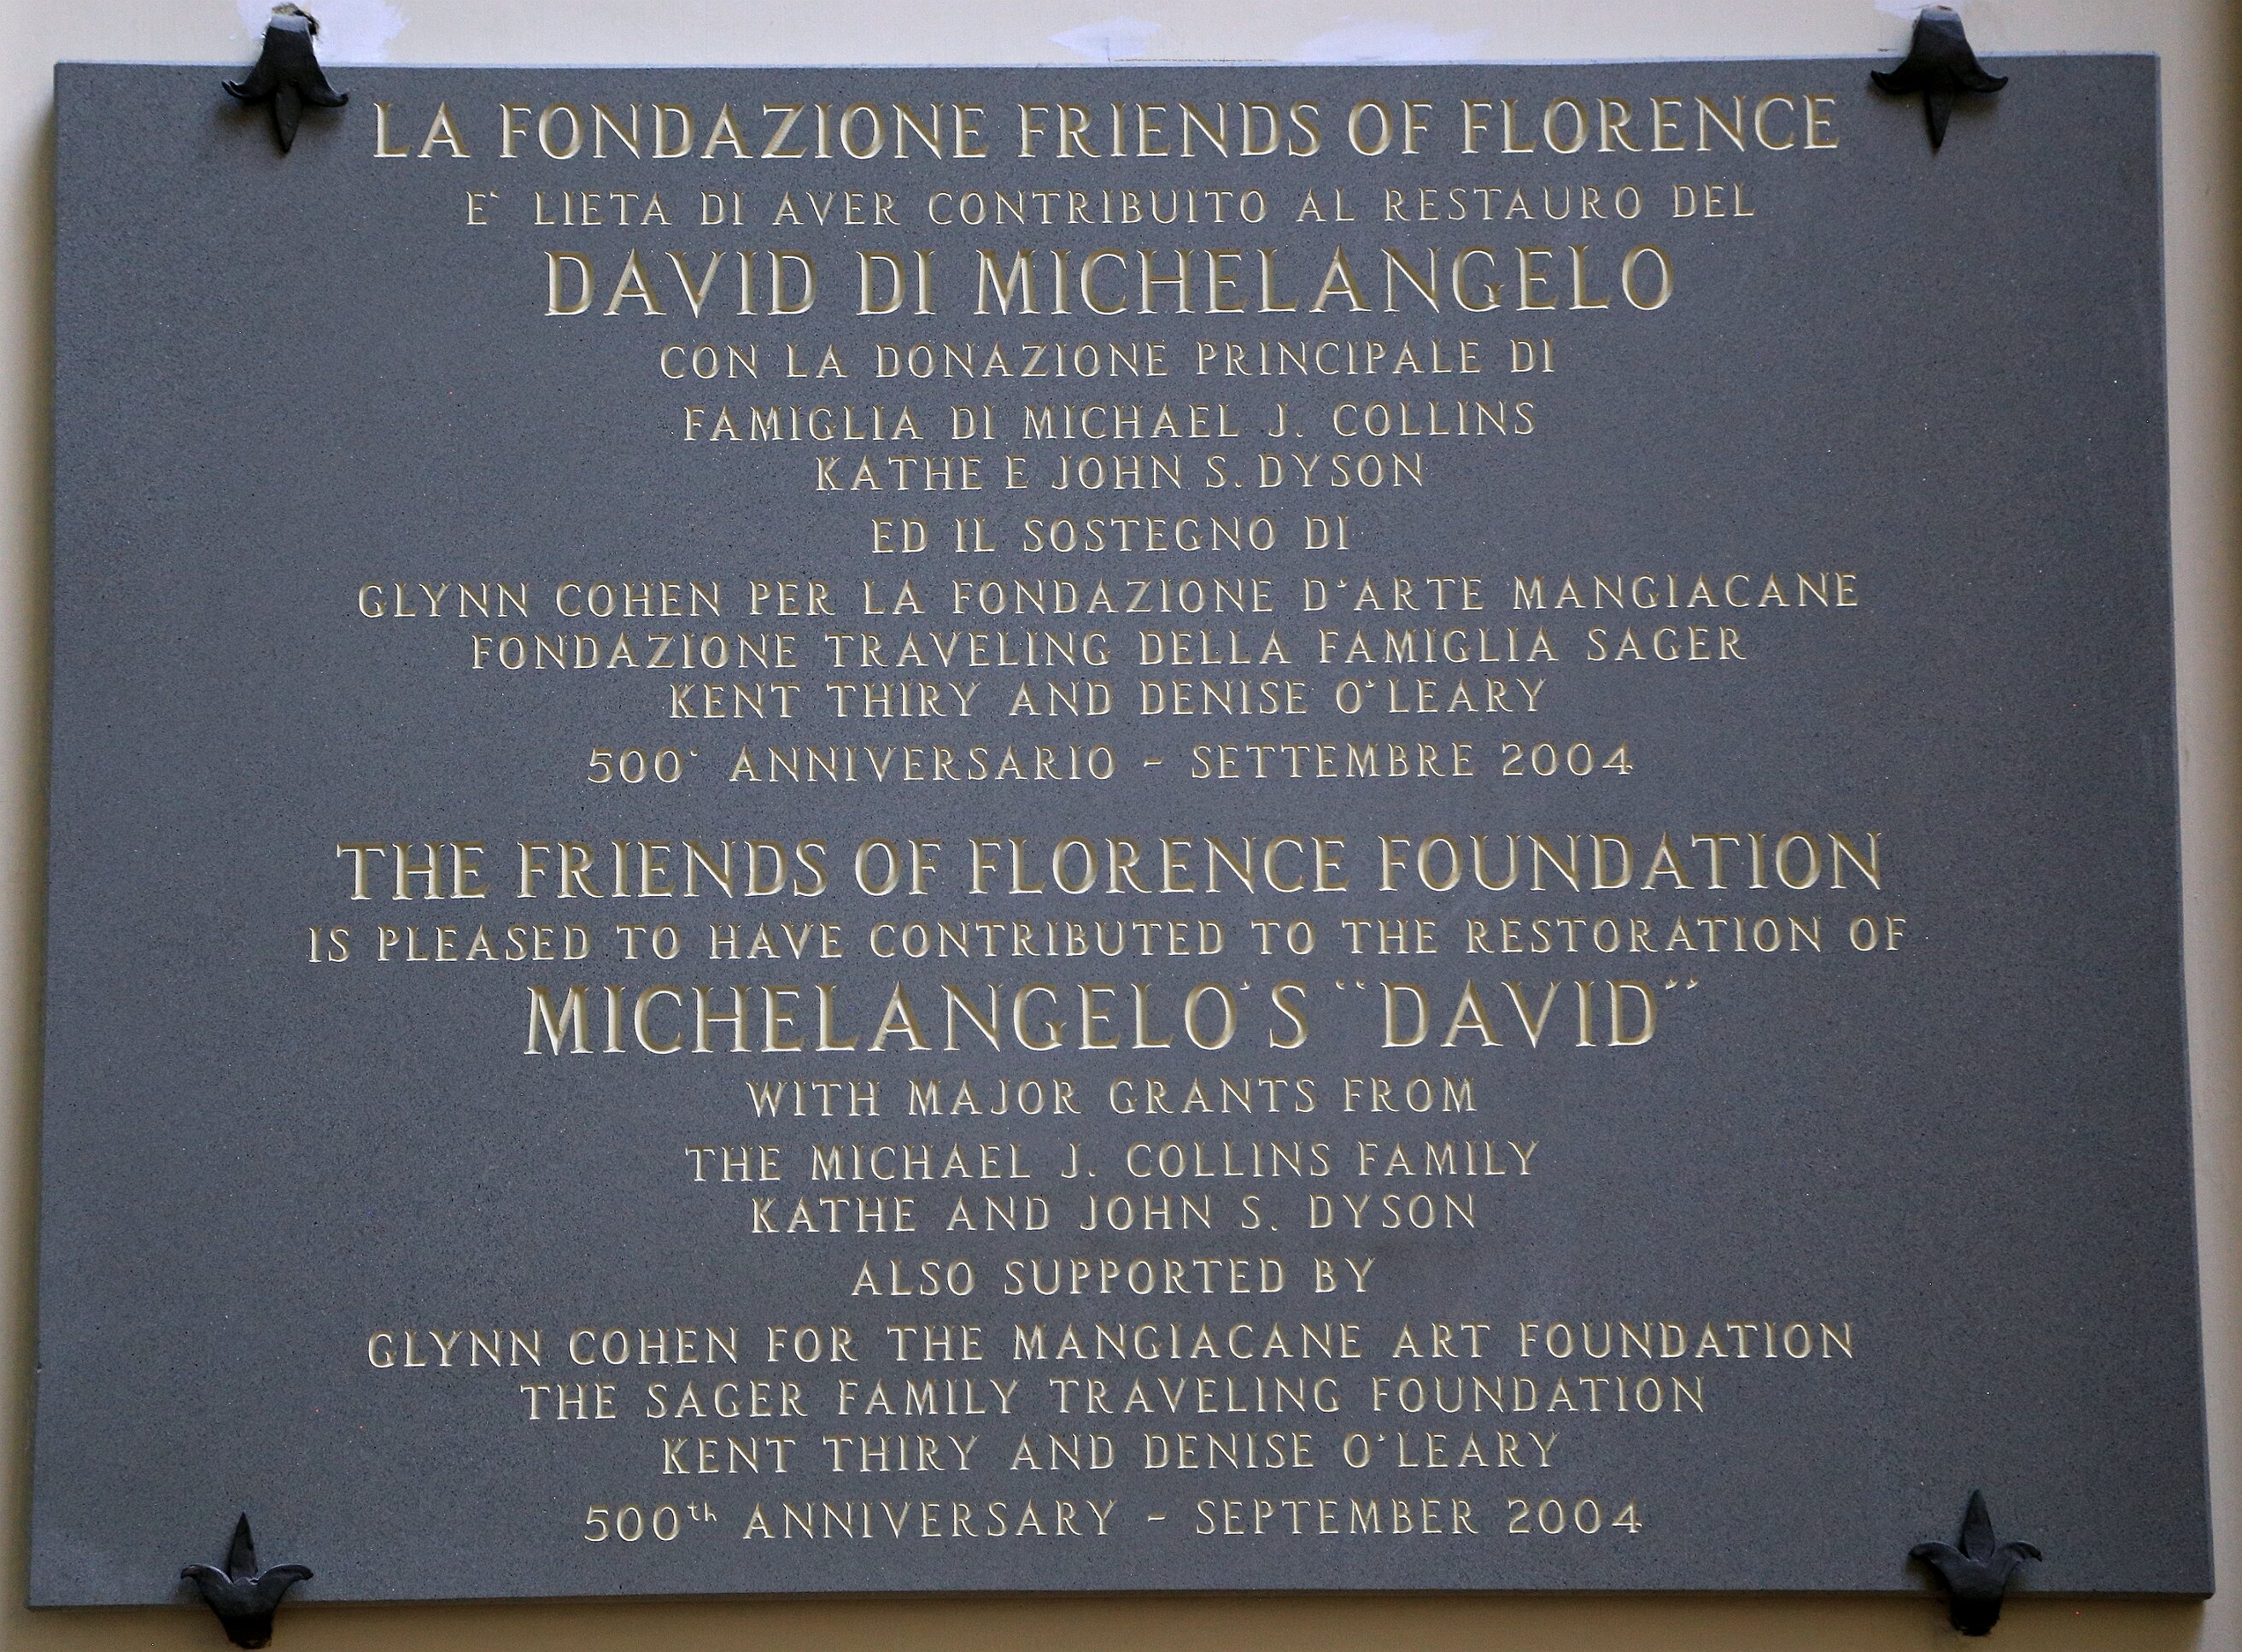 LA FONDAZIONE FRIENDS OF FLORENCE
E` LIETA DI AVER CONTRIBUITO AL RESTAURO DEL
DAVID DI MICHELANGELO
CON LA DONAZIONE PRINCIPALE DI
FAMIGLIA DI MICHAEL J. COLLINS
KATHE E JOHN S. DYSON
ED IL SOSTEGNO DI
GLYNN COHEN PER LA FONDAZIONE D'ARTE MANGIACANE
FONDAZIONE TRAVELING DELLA FAMIGLIA SAGER
KENT THIRY AND DENISE O'LEARY
500° ANNIVERSARIO - SETTEMBRE 2004
THE FRIENDS OF FLORENCE FOUNDATION
IS PLEASED TO HAVE CONTRIBUTED TO THE RESTORATION OF
MICHELANGELO'S "DAVID"
WITH MAJOR GRANTS FROM
THE MICHAEL J. COLLINS FAMILY
KATHE AND JOHN S. DYSON
ALSO SUPPORTED BY
GLYNN COHEN FOR THE MANGIACANE ART FOUNDATION
THE SAGER FAMILY TRAVELING FOUNDATION
KENT THIRY AND DENISE O'LEARY
500th ANNIVERSARY - SEPTEMBER 2004